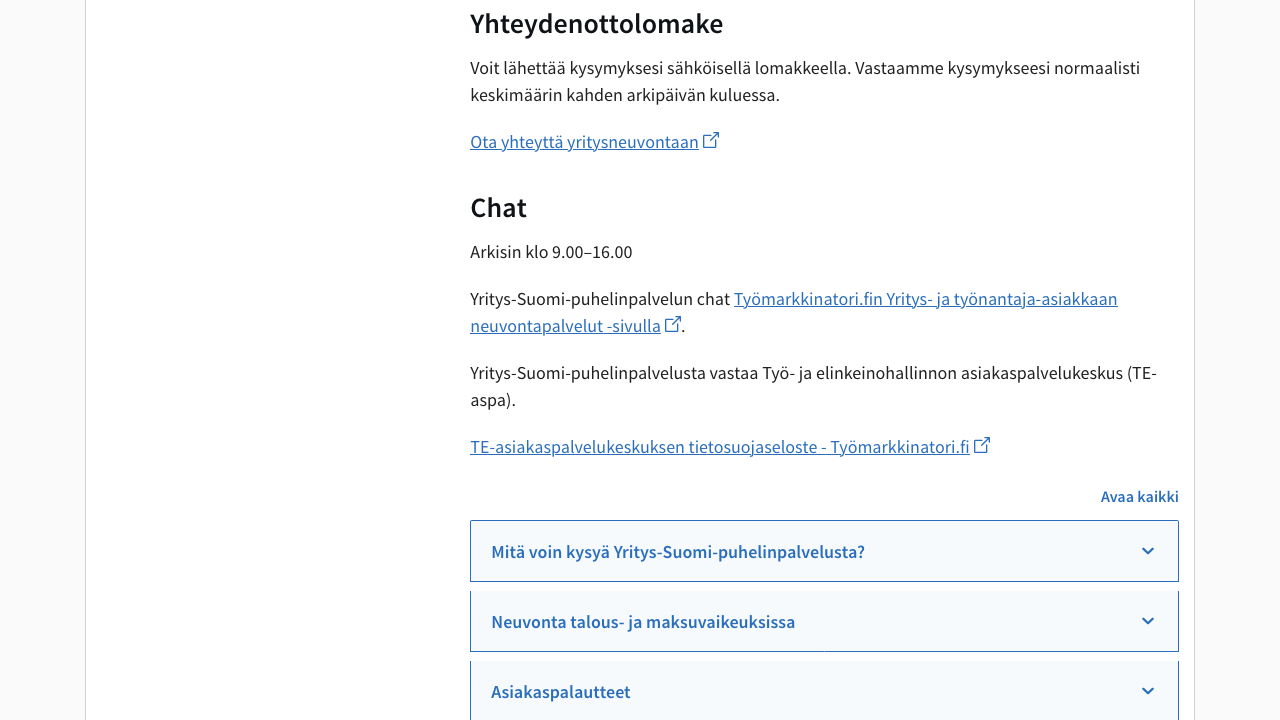 Yhteydenottolomake
Voit lähettää kysymyksesi sähköisellä lomakkeella. Vastaamme kysymykseesi normaalisti
keskimäärin kahden arkipäivän kuluessa.
Ota yhteyttä yritysneuvontaan
Chat
Arkisin klo 9.00–16.00
Yritys-Suomi-puhelinpalvelun chat Työmarkkinatori.fin Yritys- ja työnantaja-asiakkaan
neuvontapalvelut -sivulla.
Yritys-Suomi-puhelinpalvelusta vastaa Työ- ja elinkeinohallinnon asiakaspalvelukeskus (TE-
aspa).
TE-asiakaspalvelukeskuksen tietosuojaseloste - Työmarkkinatori.fi
Avaa kaikki
Mitä voin kysyä Yritys-Suomi-puhelinpalvelusta?
Neuvonta talous- ja maksuvaikeuksissa
Asiakaspalautteet